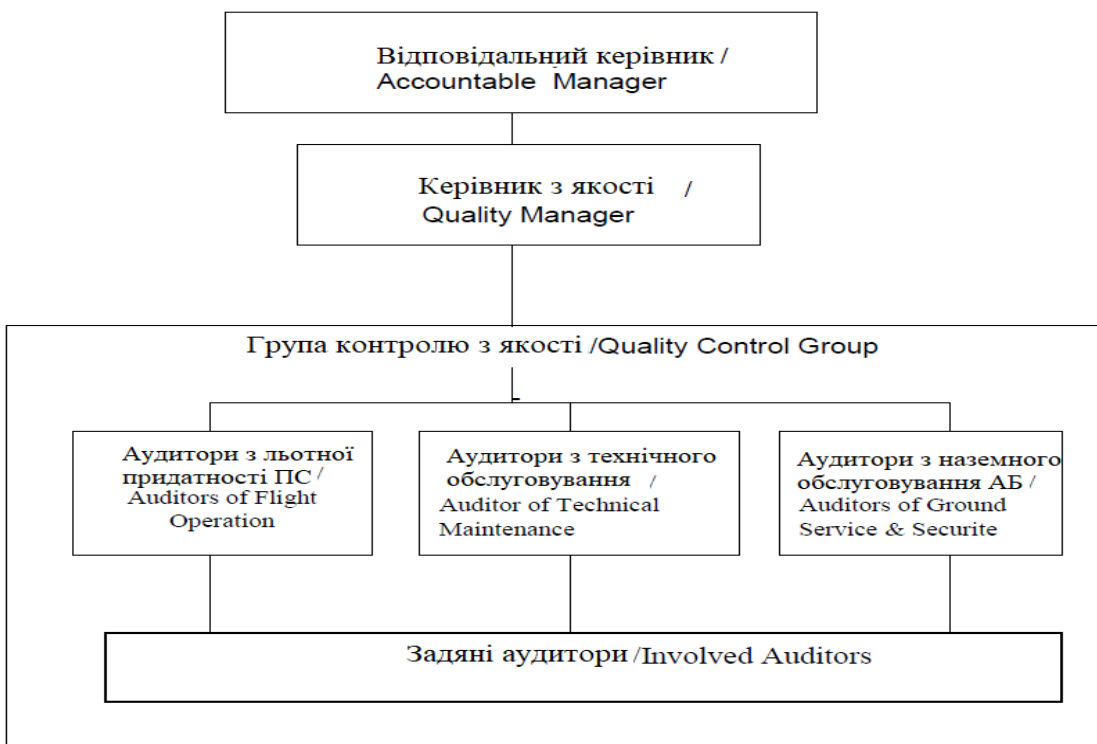 Відповідальний керівник /
Accountable Manager
Керівник з якості /
Quality Manager
Група контролю з якості /Quality Control Group
Аудитори з льотної
придатності ПС /
Auditors of Flight
Operation
Аудитори з технічного
обслуговування /
Auditor of Technical
Maintenance
Аудитори з наземного
обслуговування АБ /
Auditors of Ground
Service & Securite
Задяні аудитори /Involved Auditors